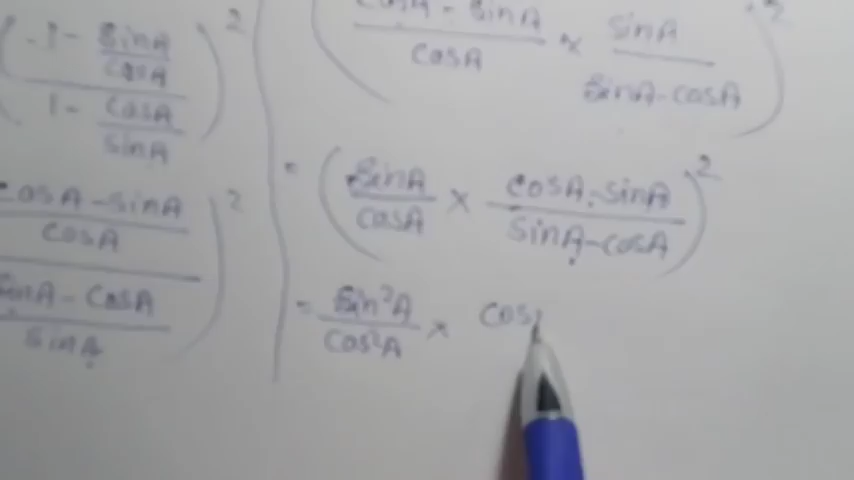 ( 1 - sinA / cosA )²
1 - cosA / sinA
cosA - sinA )²
cosA
sinA - cosA
sinA
cosA - sinA / cosA × sinA / sinA - cosA )²
= ( sinA / cosA × cosA - sinA / sinA - cosA )²
= sin²A / cos²A × cos